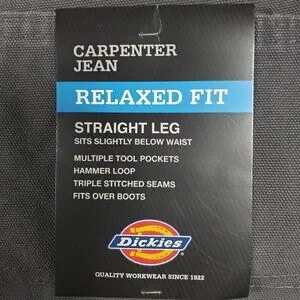 CARPENTER
JEAN
RELAXED FIT
STRAIGHT LEG
SITS SLIGHTLY BELOW WAIST
MULTIPLE TOOL POCKETS
HAMMER LOOP
TRIPLE STITCHED SEAMS
FITS OVER BOOTS
Dickies
QUALITY WORKWEAR SINCE 1922